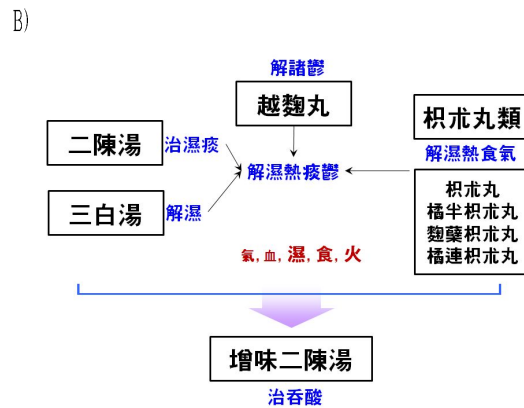 B)
解諸鬱
越麴丸
枳朮丸類
二陳湯
治濕痰
解濕熱食氣
解濕熱痰鬱
三白湯
解濕
枳朮丸
橘半枳朮丸
麴蘗枳朮丸
橘連枳朮丸
氣, 血, 濕, 食, 火
增味二陳湯
治呑酸